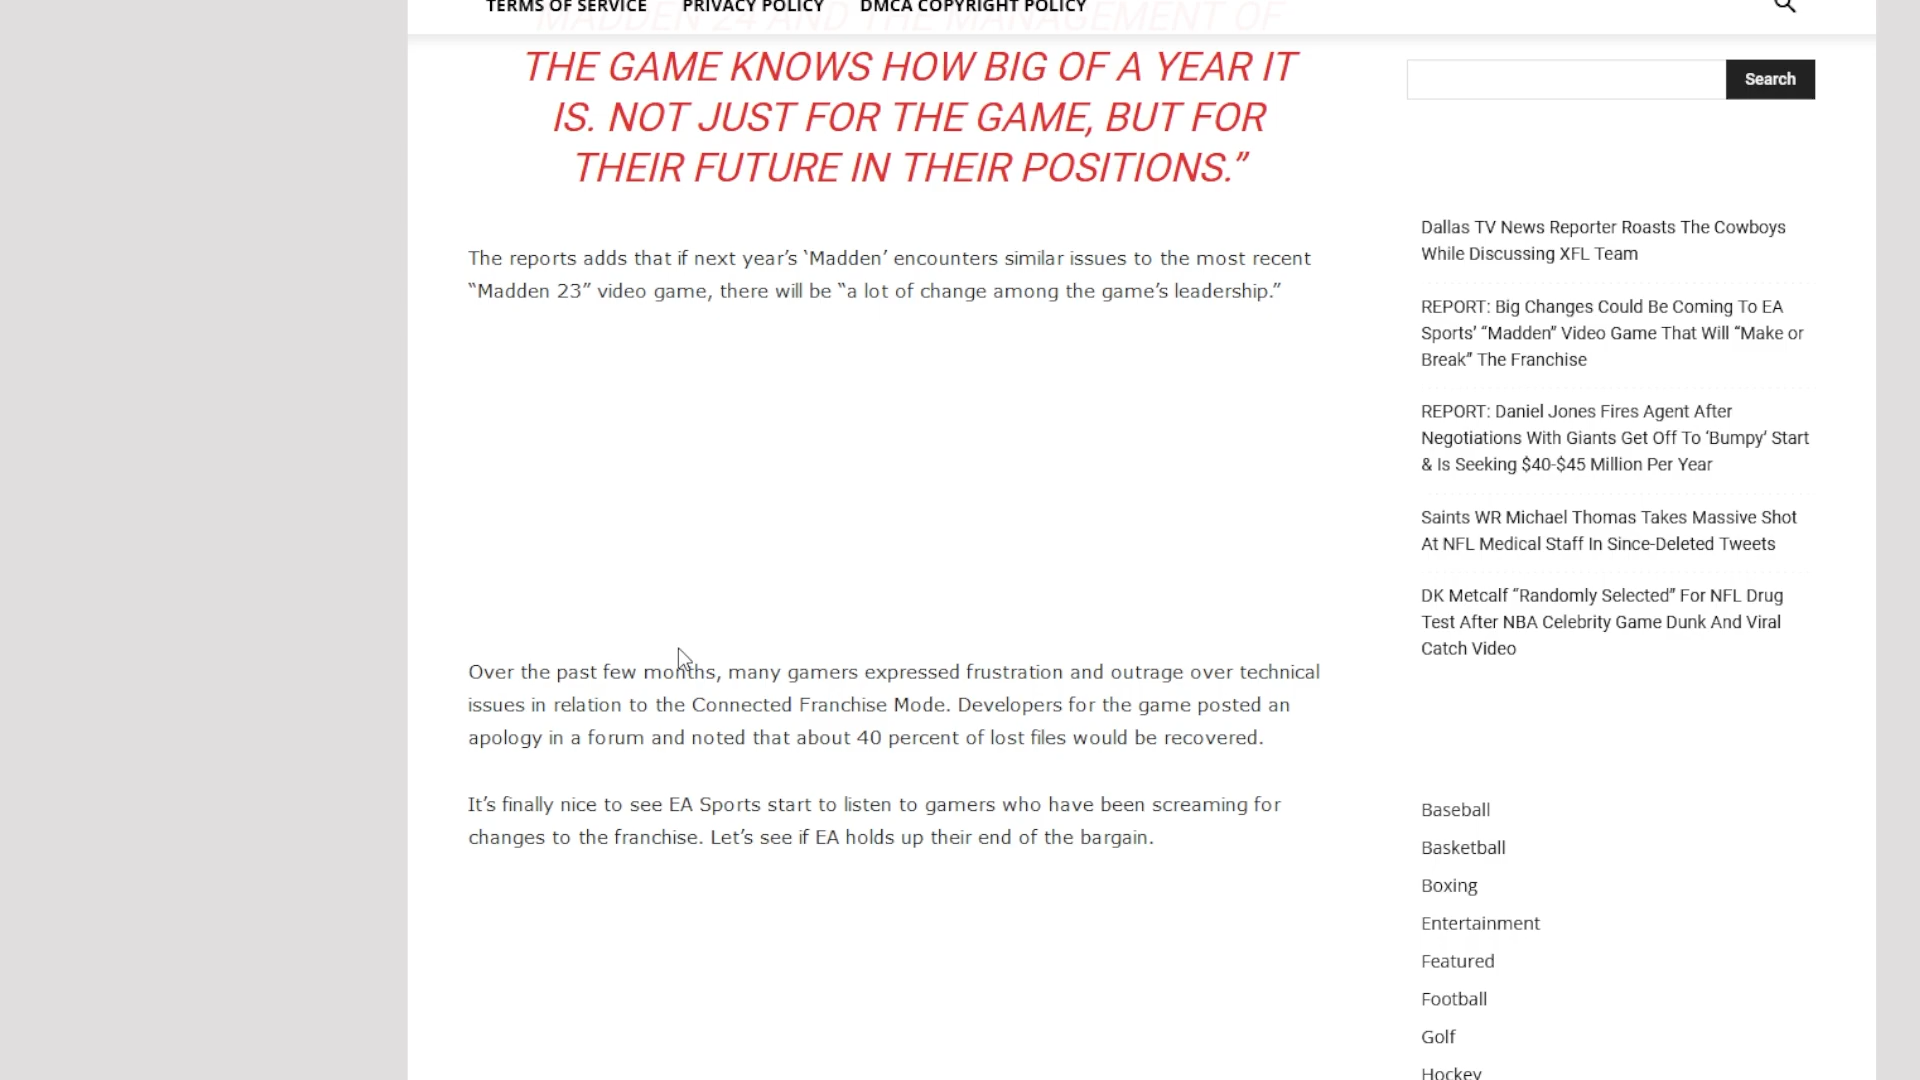 TERMS OF SERVICE PRIVACY POLICY DMCA COPYRIGHT POLICY
MADDEN 24 AND THE MANAGEMENT OF
THE GAME KNOWS HOW BIG OF A YEAR IT
IS. NOT JUST FOR THE GAME, BUT FOR
THEIR FUTURE IN THEIR POSITIONS.”
The reports adds that if next year’s ‘Madden’ encounters similar issues to the most recent
“Madden 23” video game, there will be “a lot of change among the game’s leadership.”
Over the past few months, many gamers expressed frustration and outrage over technical
issues in relation to the Connected Franchise Mode. Developers for the game posted an
apology in a forum and noted that about 40 percent of lost files would be recovered.
It’s finally nice to see EA Sports start to listen to gamers who have been screaming for
changes to the franchise. Let’s see if EA holds up their end of the bargain.
Search
Dallas TV News Reporter Roasts The Cowboys
While Discussing XFL Team
REPORT: Big Changes Could Be Coming To EA
Sports’ “Madden” Video Game That Will “Make or
Break” The Franchise
REPORT: Daniel Jones Fires Agent After
Negotiations With Giants Get Off To ‘Bumpy’ Start
& Is Seeking $40-$45 Million Per Year
Saints WR Michael Thomas Takes Massive Shot
At NFL Medical Staff In Since-Deleted Tweets
DK Metcalf “Randomly Selected” For NFL Drug
Test After NBA Celebrity Game Dunk And Viral
Catch Video
Baseball
Basketball
Boxing
Entertainment
Featured
Football
Golf
Hockey